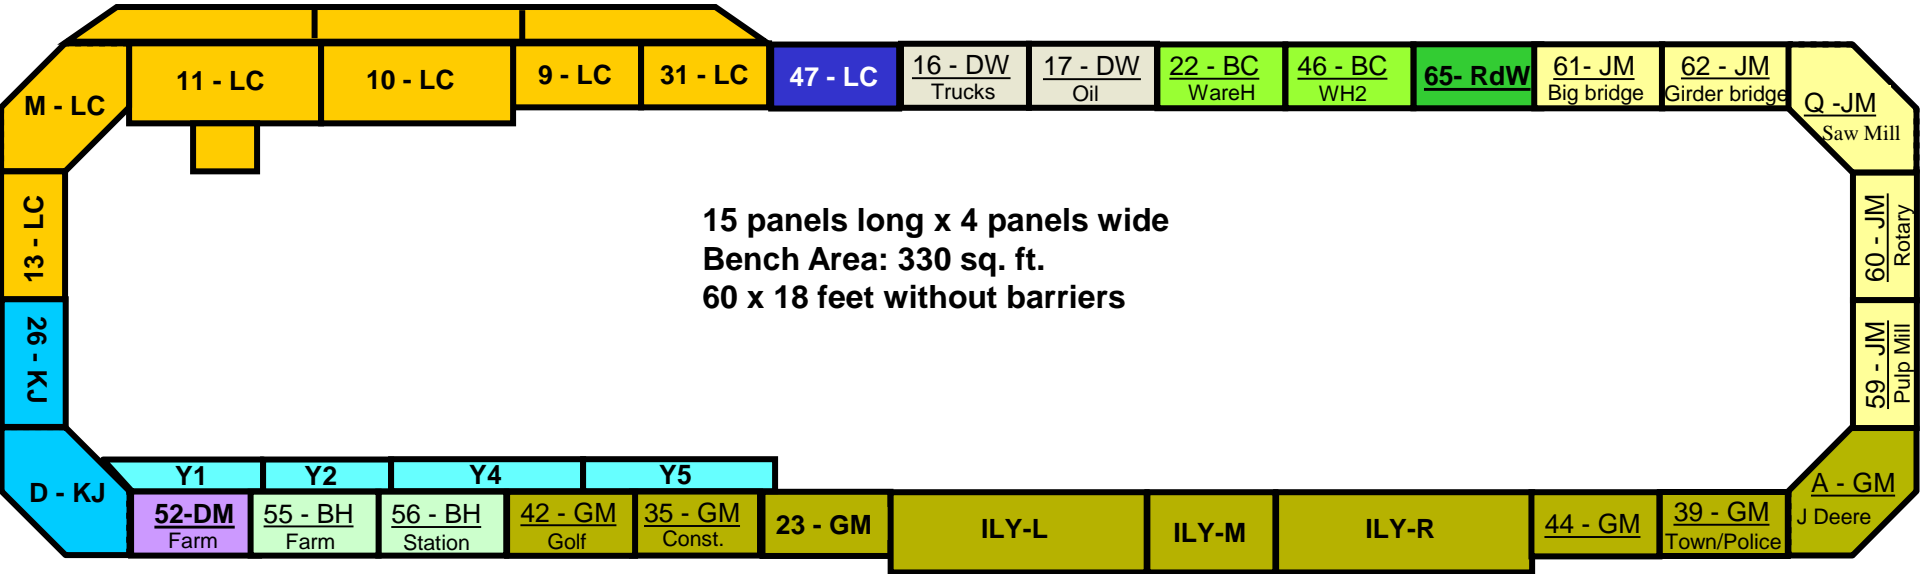 M - LC
11 - LC
10 - LC
9 - LC
31 - LC
47 - LC
16 - DW
Trucks
17 - DW
Oil
22 - BC
WareH
46 - BC
WH2
65- RdW
61- JM
Big bridge
62 - JM
Girder bridge
Q -JM
Saw Mill
13 - LC
26 - KJ
15 panels long x 4 panels wide
Bench Area: 330 sq. ft.
60 x 18 feet without barriers
60 - JM
Rotary
59 - JM
Pulp Mill
D - KJ
Y1
Y2
Y4
Y5
52-DM
Farm
55 - BH
Farm
56 - BH
Station
42 - GM
Golf
35 - GM
Const.
23 - GM
ILY-L
ILY-M
ILY-R
44 - GM
39 - GM
Town/Police
A - GM
J Deere